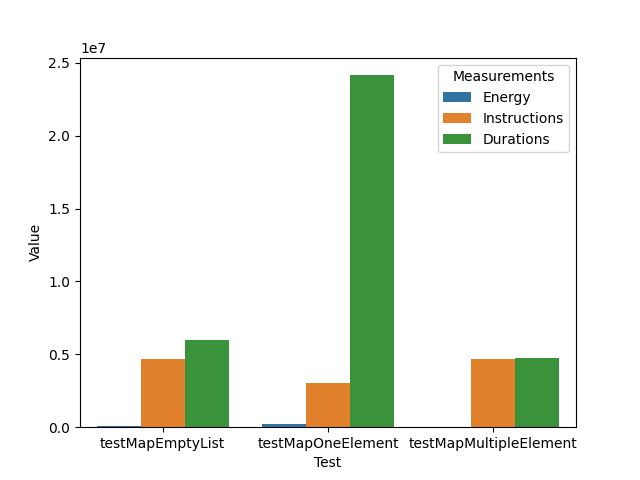 1e7
2.5
2.0
1.5
1.0
0.5
0.0
Value
Measurements
Energy
Instructions
Durations
testMapEmptyList
testMapOneElement
testMapMultipleElement
Test